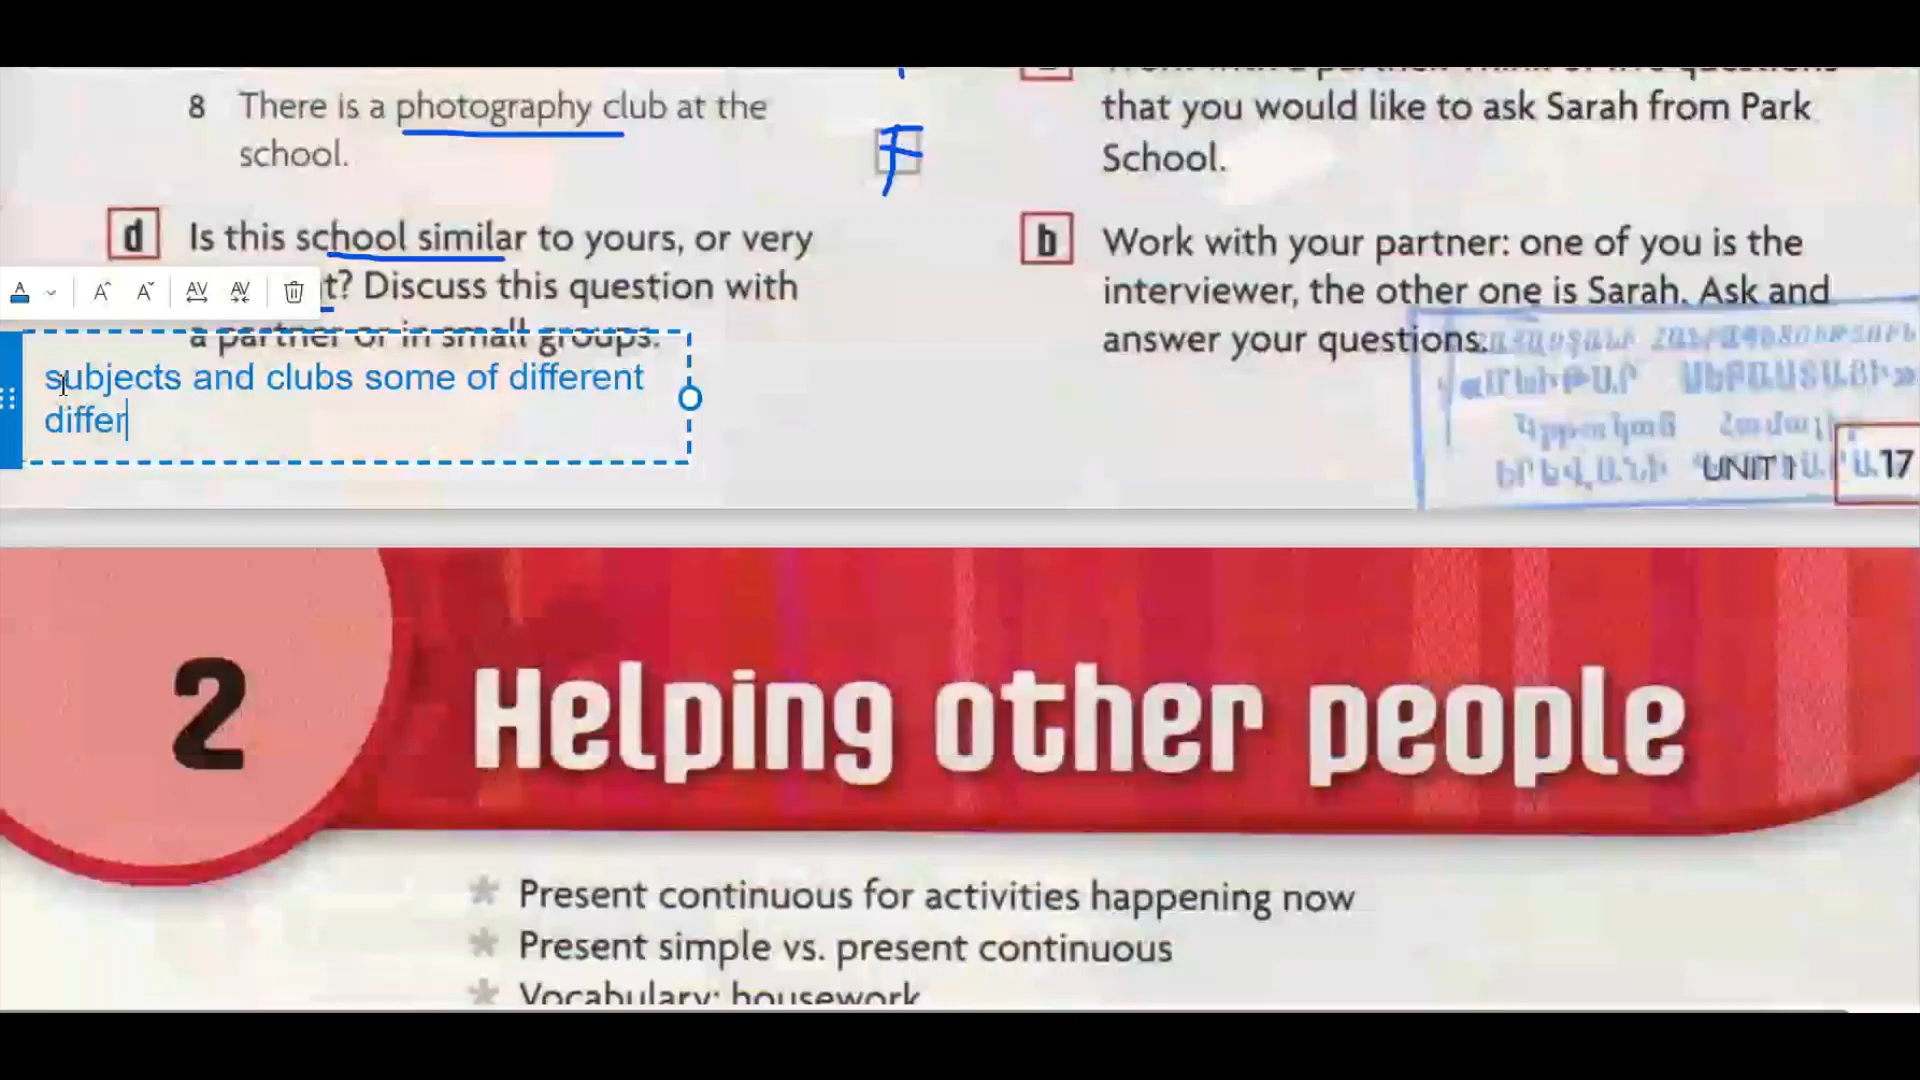 8 There is a photography club at the
school.
F
d Is this school similar to yours, or very
t? Discuss this question with
a partner or in small groups.
subjects and clubs some of different
differ
that you would like to ask Sarah from Park
School.
b Work with your partner: one of you is the
interviewer, the other one is Sarah. Ask and
answer your questions.
UNIT 1 17
2 Helping other people
* Present continuous for activities happening now
* Present simple vs. present continuous
* Vocabulary: housework